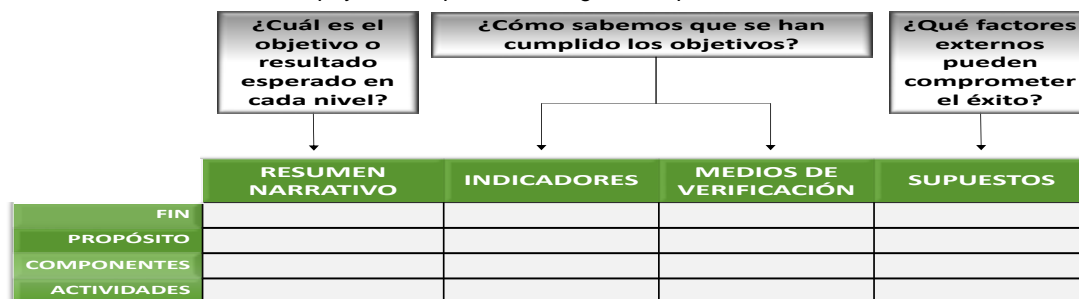 ¿Cuál es el
objetivo o
resultado
esperado en
cada nivel?
¿Cómo sabemos que se han
cumplido los objetivos?
¿Qué factores
externos
pueden
comprometer
el éxito?
RESUMEN
NARRATIVO
INDICADORES
MEDIOS DE
VERIFICACIÓN
SUPUESTOS
FIN
PROPÓSITO
COMPONENTES
ACTIVIDADES